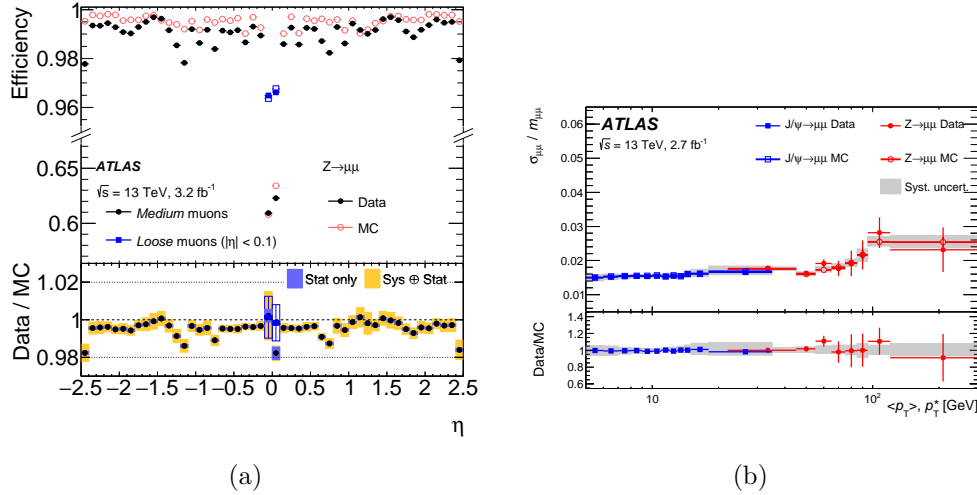 Efficiency
1
0.98
0.96
0.65
0.6
ATLAS
√s = 13 TeV, 3.2 fb⁻¹
Medium muons
Loose muons (|η| < 0.1)
Z→μμ
Data
MC
Data / MC
1.02
1
0.98
Stat only
Sys ⊕ Stat
−2.5 −2 −1.5 −1 −0.5 0 0.5 1 1.5 2 2.5
η
(a)
σμμ / mμμ
0.06
0.05
0.04
0.03
0.02
0.01
ATLAS
√s = 13 TeV, 2.7 fb⁻¹
J/ψ→μμ Data
J/ψ→μμ MC
Z→μμ Data
Z→μμ MC
Syst. uncert.
Data/MC
1.4
1.2
1.0
0.8
0.6
10 10²
<pT>, p*T [GeV]
(b)